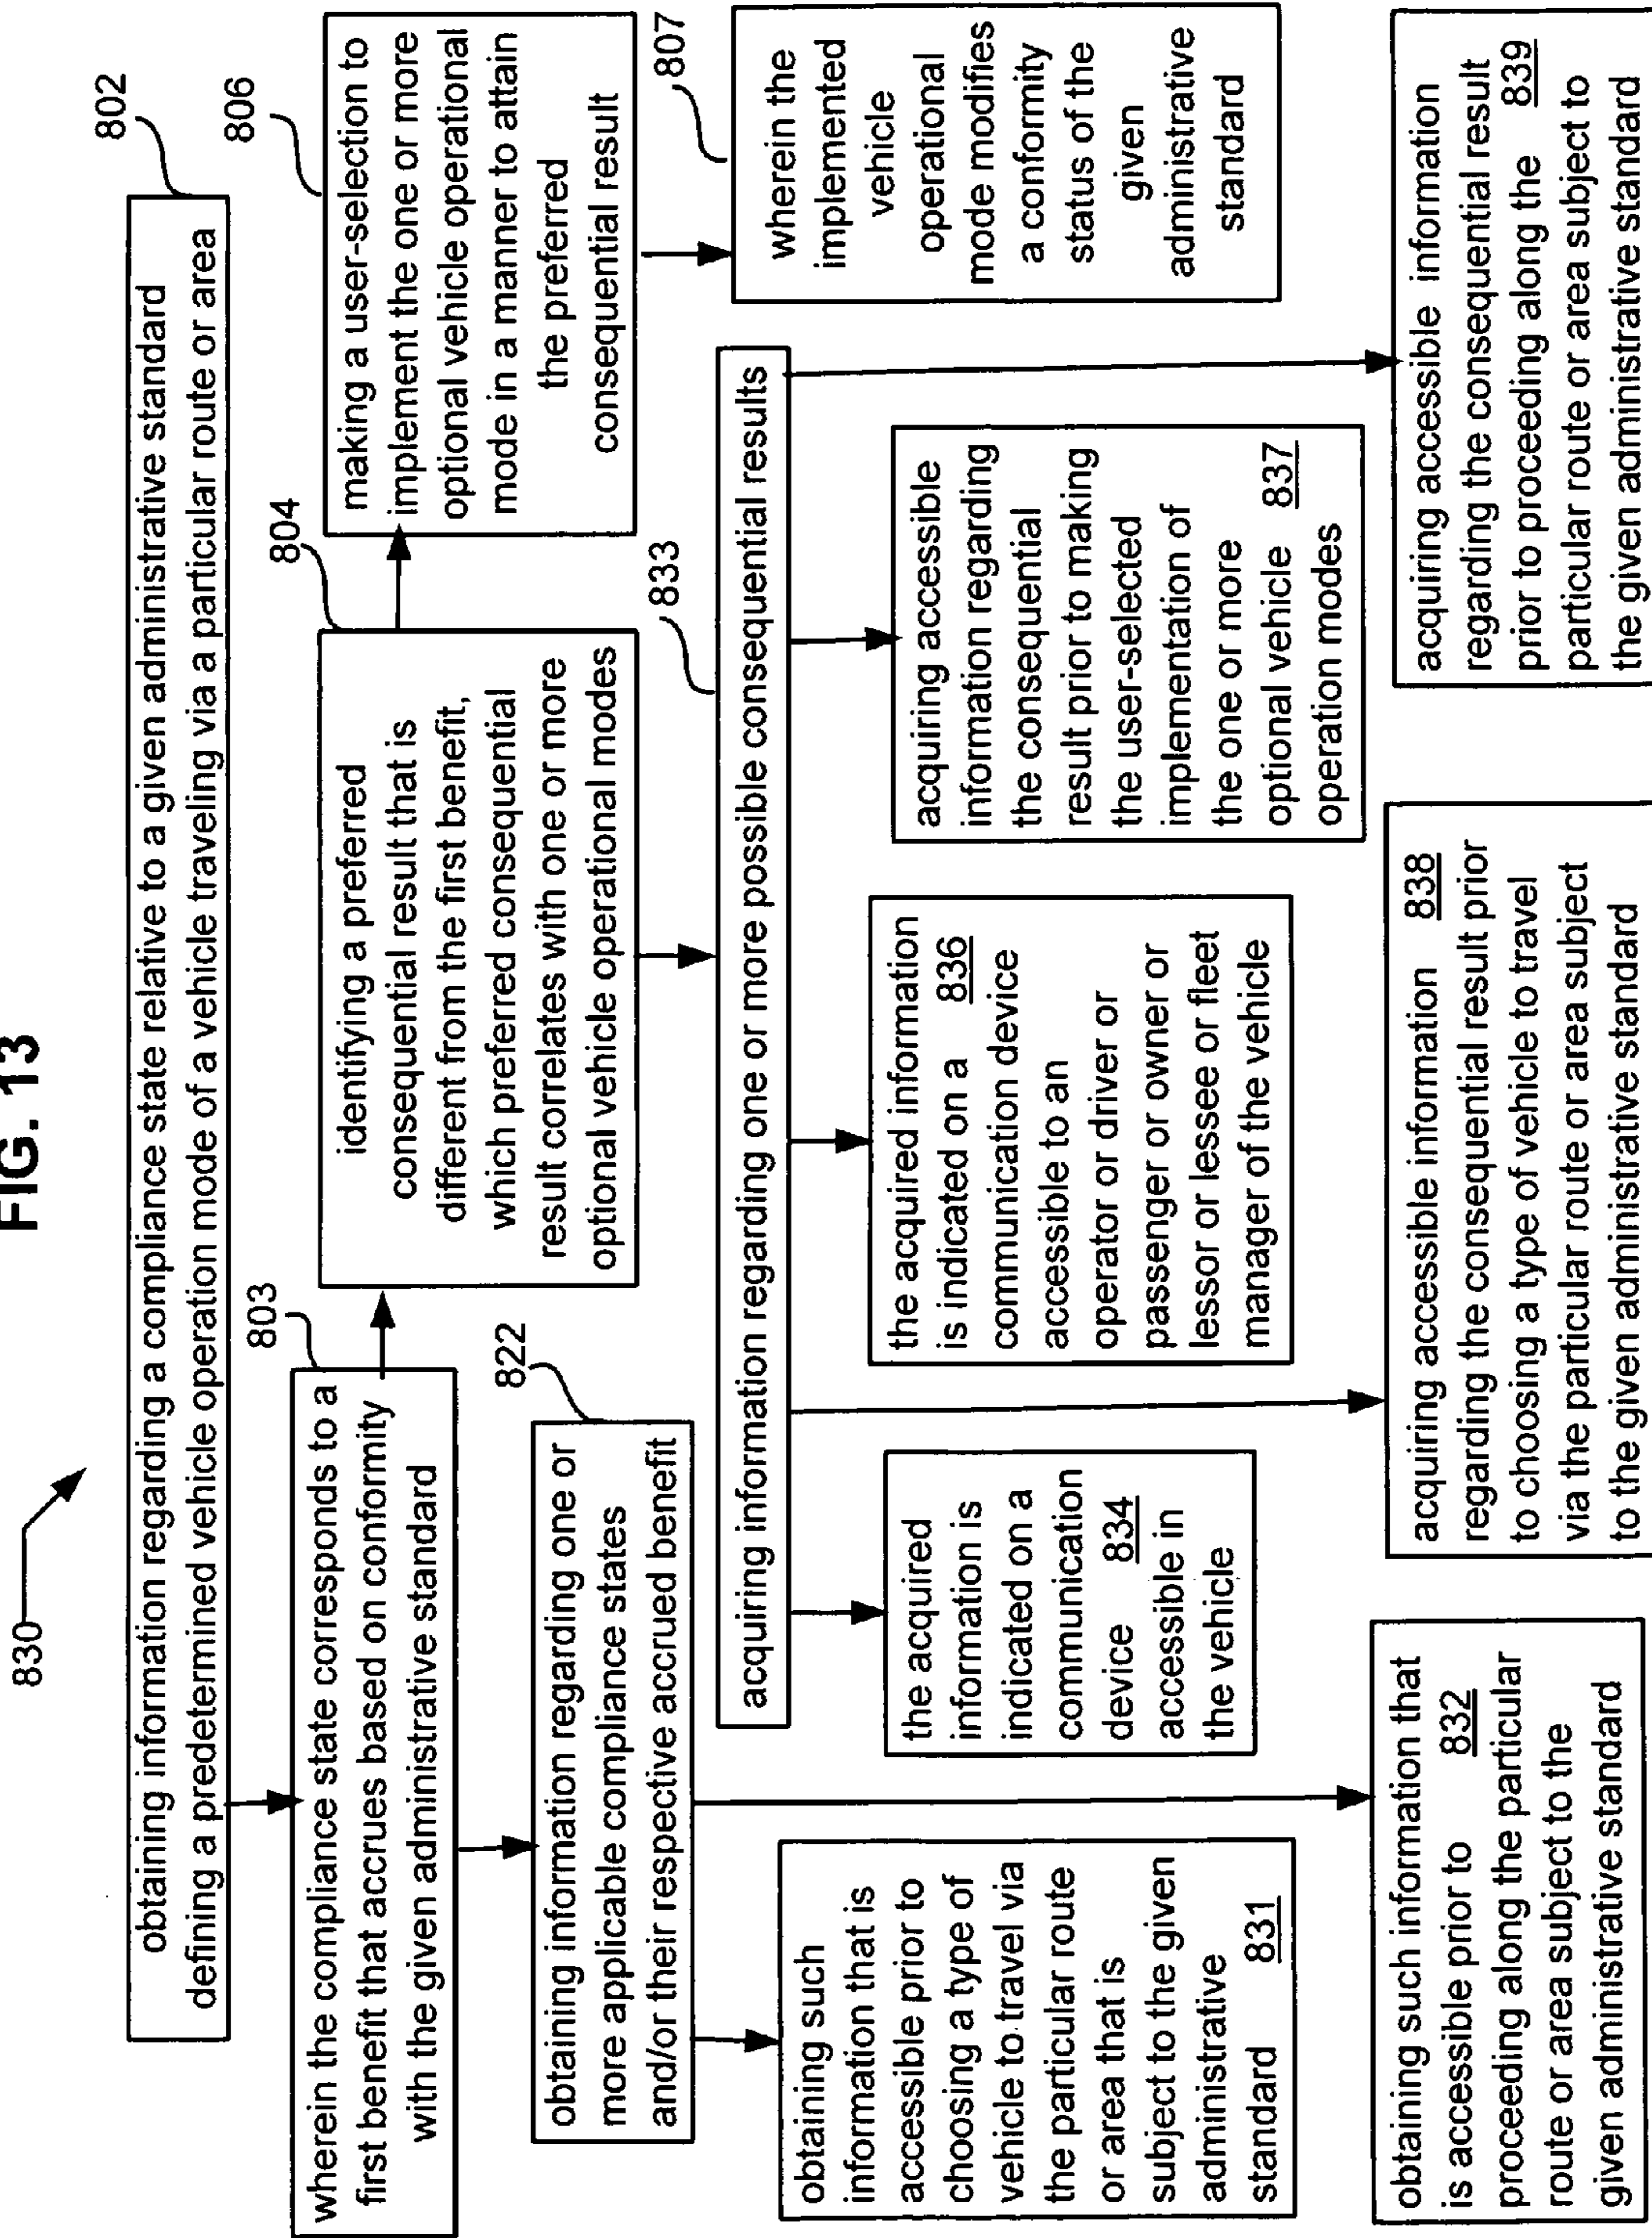 FIG. 13
830
802
obtaining information regarding a compliance state relative to a given administrative standard
defining a predetermined vehicle operation mode of a vehicle traveling via a particular route or area
803
wherein the compliance state corresponds to a
first benefit that accrues based on conformity
with the given administrative standard
804
identifying a preferred
consequential result that is
different from the first benefit,
which preferred consequential
result correlates with one or more
optional vehicle operational modes
806
making a user-selection to
implement the one or more
optional vehicle operational
mode in a manner to attain
the preferred
consequential result
807
wherein the
implemented
vehicle
operational
mode modifies
a conformity
status of the
given
administrative
standard
822
obtaining information regarding one or
more applicable compliance states
and/or their respective accrued benefit
833
acquiring information regarding one or more possible consequential results
obtaining such
information that is
accessible prior to
choosing a type of
vehicle to travel via
the particular route
or area that is
subject to the given
administrative
standard 831
the acquired
information is
indicated on a
communication
device 834
accessible in
the vehicle
the acquired information
is indicated on a 836
communication device
accessible to an
operator or driver or
passenger or owner or
lessor or lessee or fleet
manager of the vehicle
acquiring accessible
information regarding
the consequential
result prior to making
the user-selected
implementation of
the one or more
optional vehicle 837
operation modes
obtaining such information that
is accessible prior to 832
proceeding along the particular
route or area subject to the
given administrative standard
acquiring accessible information 838
regarding the consequential result prior
to choosing a type of vehicle to travel
via the particular route or area subject
to the given administrative standard
acquiring accessible information
regarding the consequential result
prior to proceeding along the 839
particular route or area subject to
the given administrative standard